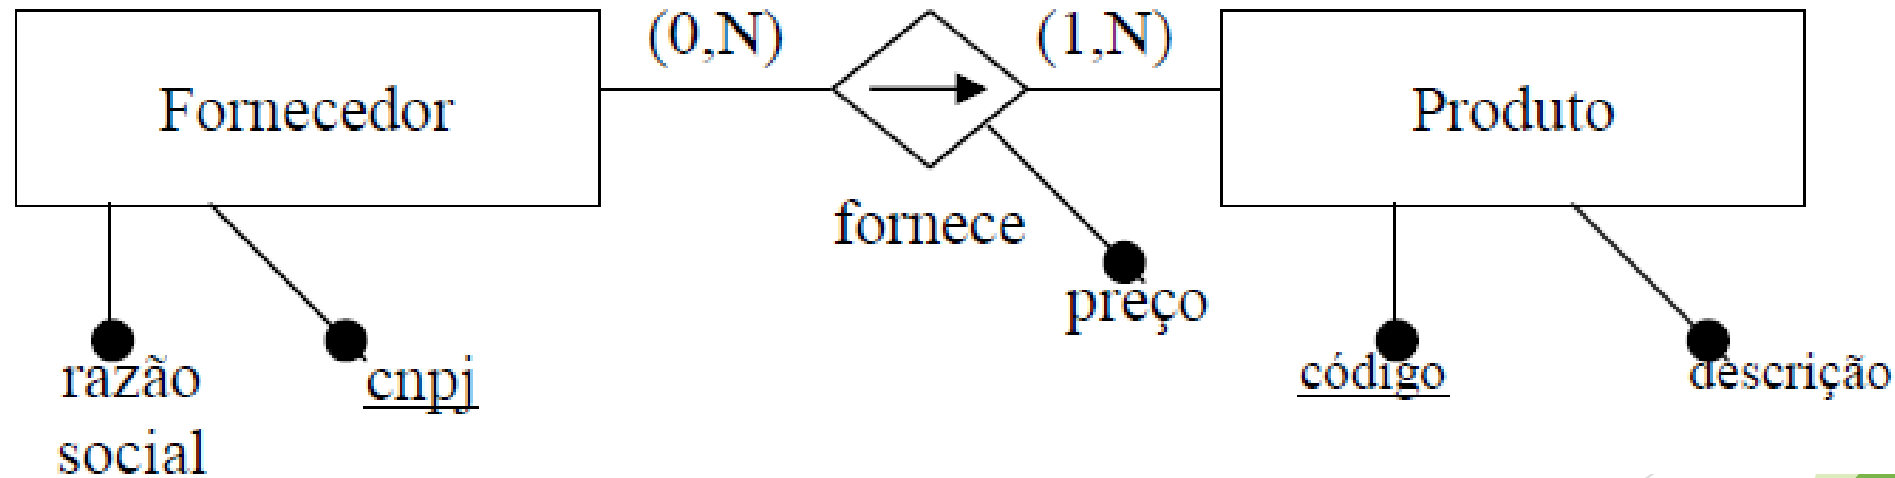 (0,N)
(1,N)
Fornecedor
Produto
fornece
preço
razão
social
cnpj
código
descrição